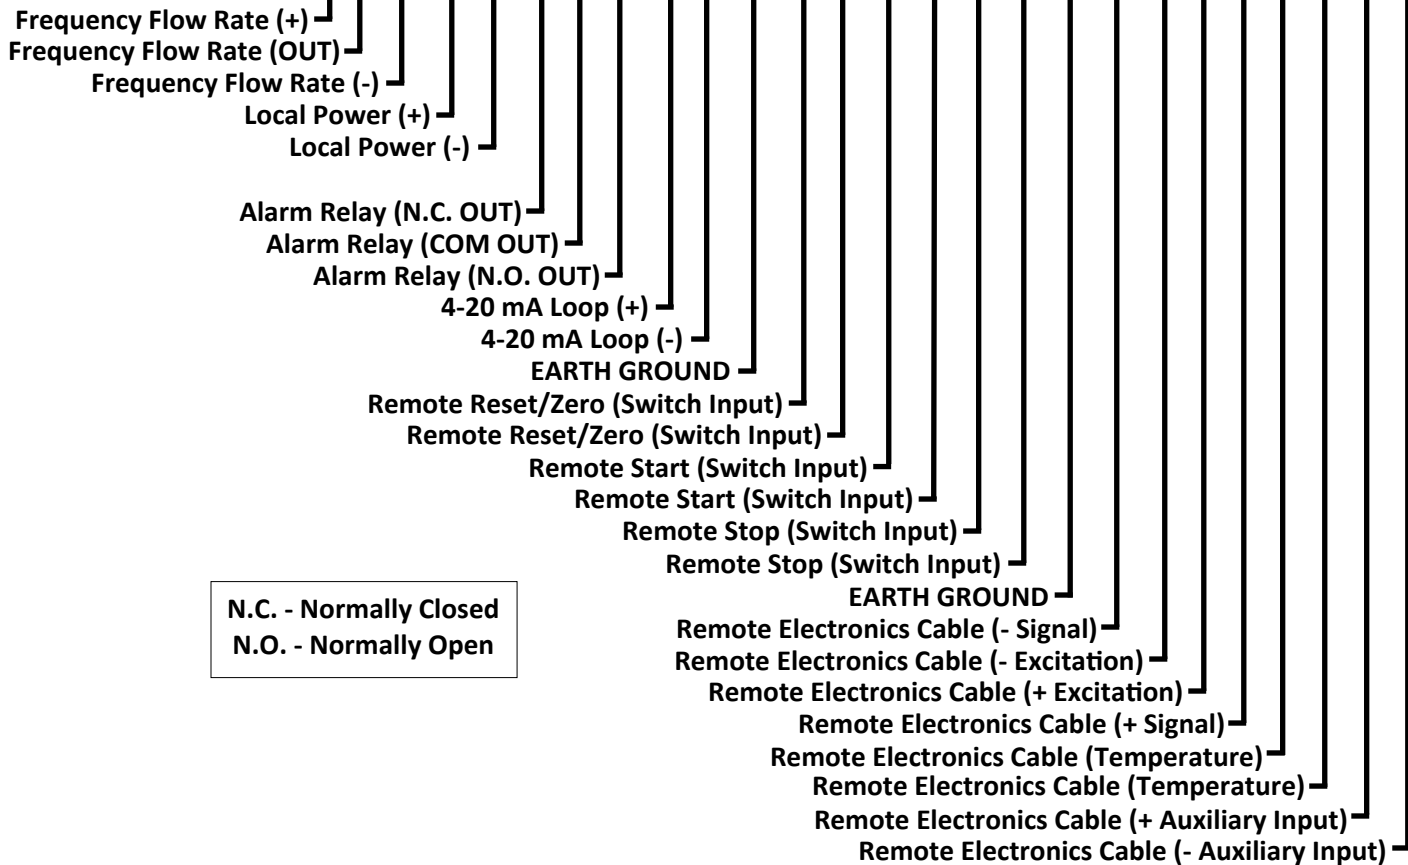 Frequency Flow Rate (+)
Frequency Flow Rate (OUT)
Frequency Flow Rate (-)
Local Power (+)
Local Power (-)
Alarm Relay (N.C. OUT)
Alarm Relay (COM OUT)
Alarm Relay (N.O. OUT)
4-20 mA Loop (+)
4-20 mA Loop (-)
EARTH GROUND
Remote Reset/Zero (Switch Input)
Remote Reset/Zero (Switch Input)
Remote Start (Switch Input)
Remote Start (Switch Input)
Remote Stop (Switch Input)
Remote Stop (Switch Input)
EARTH GROUND
N.C. - Normally Closed
N.O. - Normally Open
Remote Electronics Cable (- Signal)
Remote Electronics Cable (- Excitation)
Remote Electronics Cable (+ Excitation)
Remote Electronics Cable (+ Signal)
Remote Electronics Cable (Temperature)
Remote Electronics Cable (Temperature)
Remote Electronics Cable (+ Auxiliary Input)
Remote Electronics Cable (- Auxiliary Input)